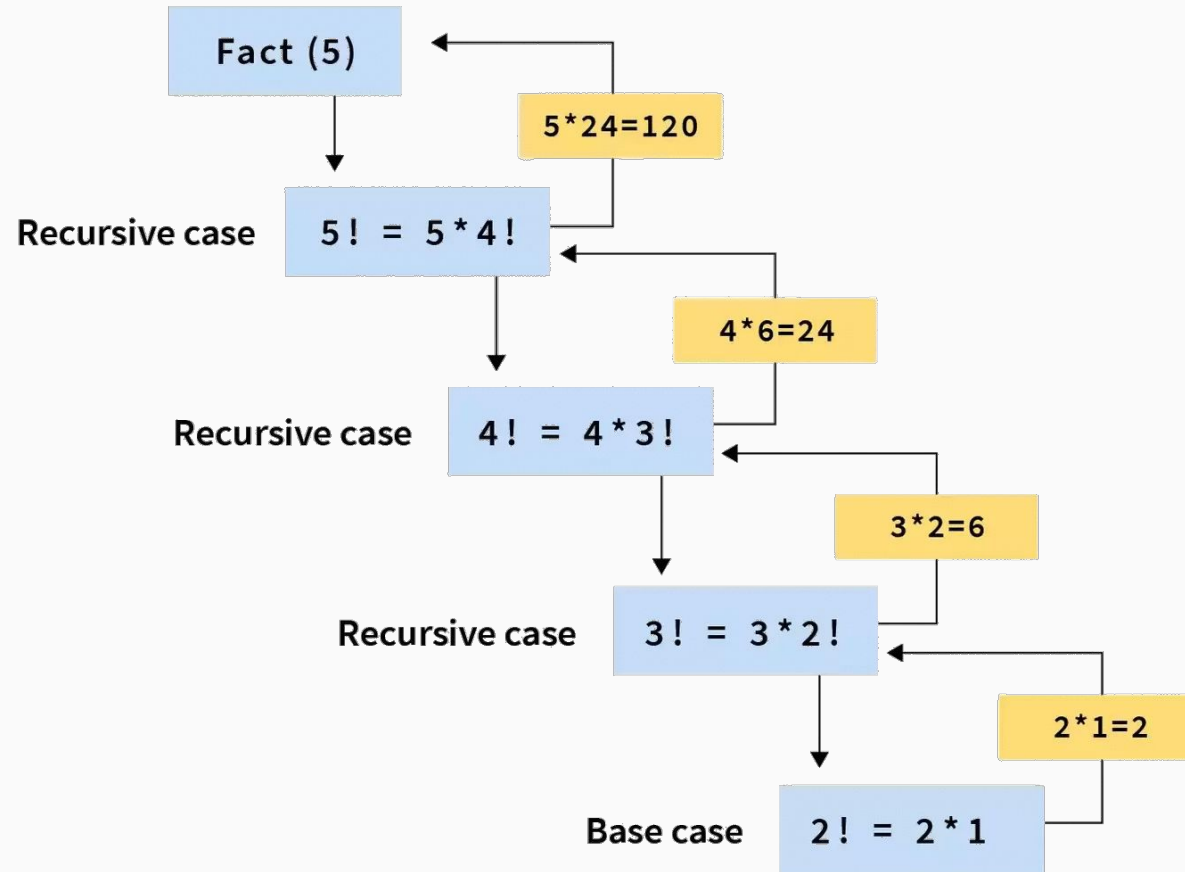 Fact (5)
5*24=120
Recursive case
5! = 5*4!
4*6=24
Recursive case
4! = 4*3!
3*2=6
Recursive case
3! = 3*2!
2*1=2
Base case
2! = 2*1